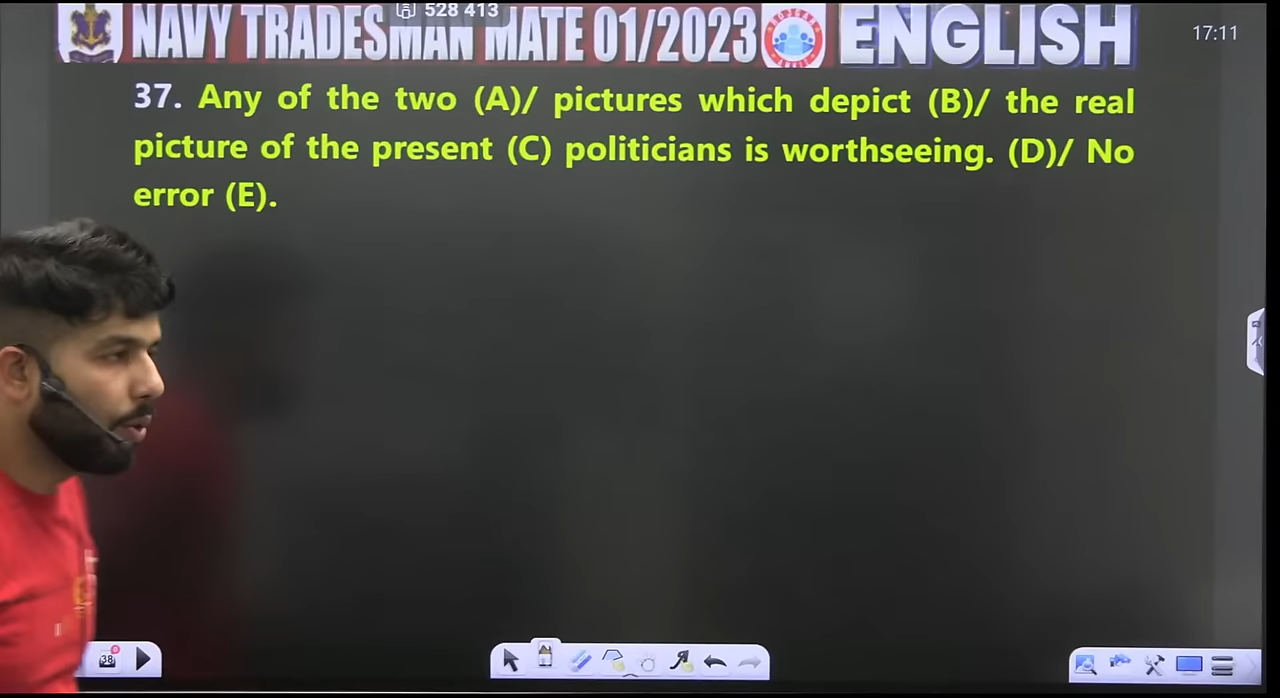 528 413
NAVY TRADESMAN MATE 01/2023 ENGLISH
17:11
37. Any of the two (A)/ pictures which depict (B)/ the real
picture of the present (C) politicians is worthseeing. (D)/ No
error (E).
38